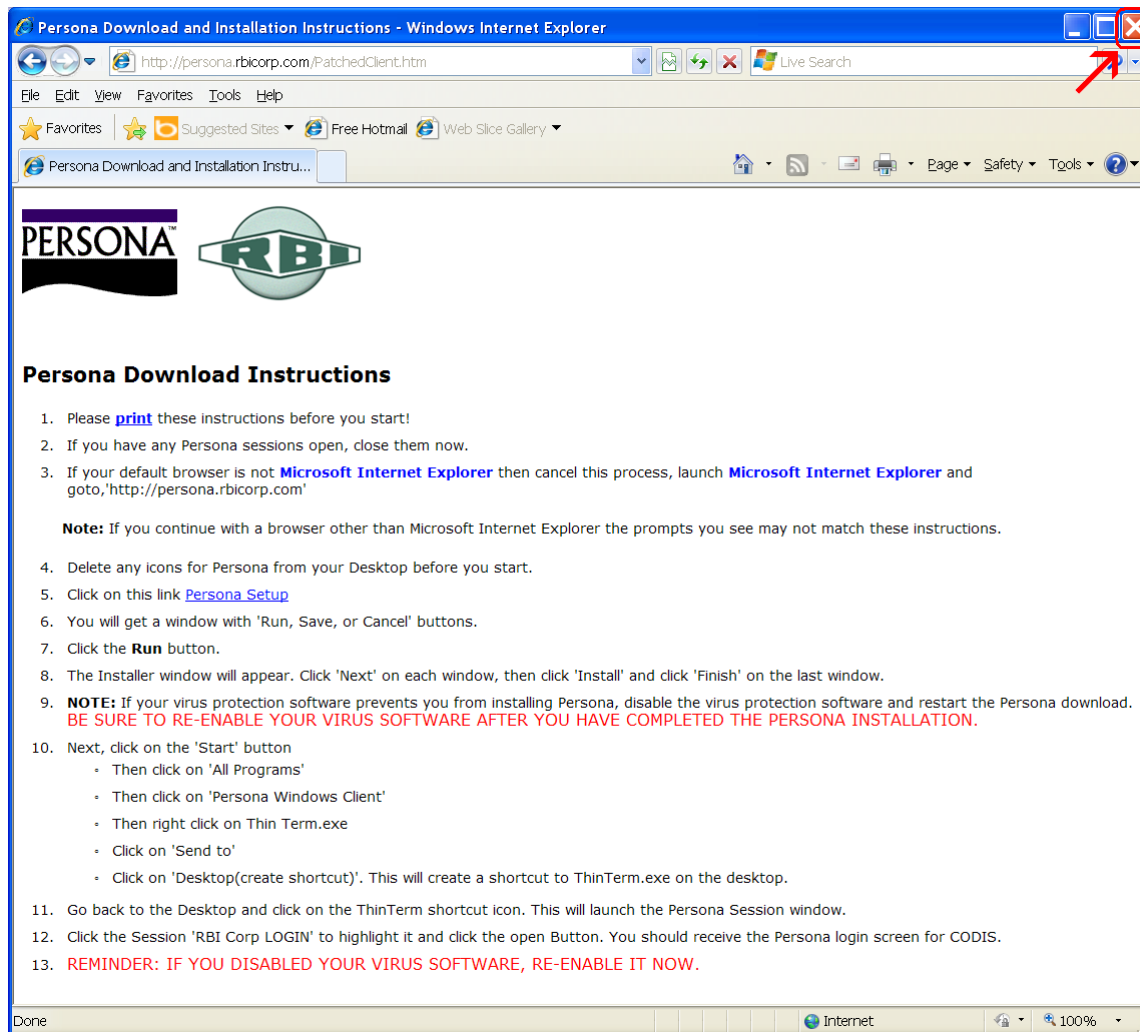 Persona Download and Installation Instructions - Windows Internet Explorer
http://persona.rbicorp.com/PatchedClient.htm
Live Search
File Edit View Favorites Tools Help
Favorites Suggested Sites Free Hotmail Web Slice Gallery
Persona Download and Installation Instru...
Page Safety Tools
PERSONA™
RBI
Persona Download Instructions
1. Please print these instructions before you start!
2. If you have any Persona sessions open, close them now.
3. If your default browser is not Microsoft Internet Explorer then cancel this process, launch Microsoft Internet Explorer and
goto,'http://persona.rbicorp.com'
Note: If you continue with a browser other than Microsoft Internet Explorer the prompts you see may not match these instructions.
4. Delete any icons for Persona from your Desktop before you start.
5. Click on this link Persona Setup
6. You will get a window with 'Run, Save, or Cancel' buttons.
7. Click the Run button.
8. The Installer window will appear. Click 'Next' on each window, then click 'Install' and click 'Finish' on the last window.
9. NOTE: If your virus protection software prevents you from installing Persona, disable the virus protection software and restart the Persona download.
BE SURE TO RE-ENABLE YOUR VIRUS SOFTWARE AFTER YOU HAVE COMPLETED THE PERSONA INSTALLATION.
10. Next, click on the 'Start' button
◦ Then click on 'All Programs'
◦ Then click on 'Persona Windows Client'
◦ Then right click on Thin Term.exe
◦ Click on 'Send to'
◦ Click on 'Desktop(create shortcut)'. This will create a shortcut to ThinTerm.exe on the desktop.
11. Go back to the Desktop and click on the ThinTerm shortcut icon. This will launch the Persona Session window.
12. Click the Session 'RBI Corp LOGIN' to highlight it and click the open Button. You should receive the Persona login screen for CODIS.
13. REMINDER: IF YOU DISABLED YOUR VIRUS SOFTWARE, RE-ENABLE IT NOW.
Done Internet 100%